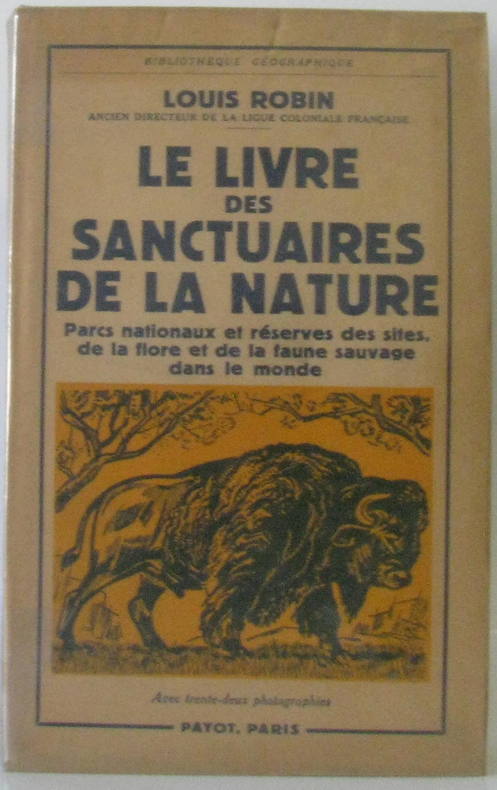 BIBLIOTHÈQUE GÉOGRAPHIQUE
LOUIS ROBIN
ANCIEN DIRECTEUR DE LA LIGUE COLONIALE FRANÇAISE
LE LIVRE
DES
SANCTUAIRES
DE LA NATURE
Parcs nationaux et réserves des sites,
de la flore et de la faune sauvage
dans le monde
Avec trente-deux photographies
PAYOT, PARIS